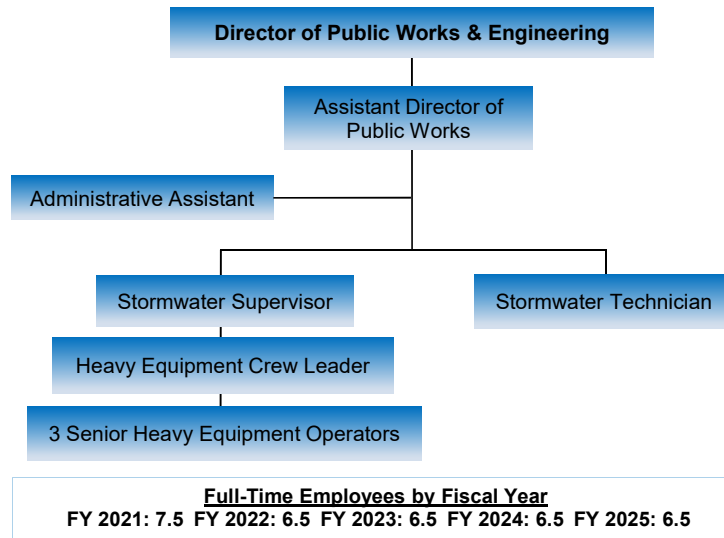 Director of Public Works & Engineering
Assistant Director of
Public Works
Administrative Assistant
Stormwater Supervisor
Stormwater Technician
Heavy Equipment Crew Leader
3 Senior Heavy Equipment Operators
Full-Time Employees by Fiscal Year
FY 2021: 7.5 FY 2022: 6.5 FY 2023: 6.5 FY 2024: 6.5 FY 2025: 6.5